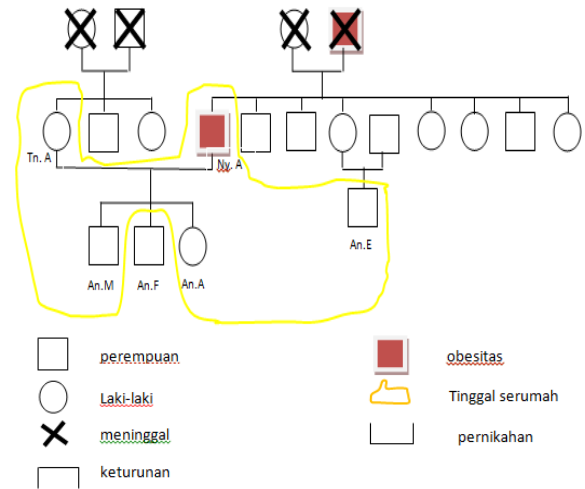 Tn. A
Ny. A
An.E
An.M
An.F
An.A
perempuan
Laki-laki
meninggal
keturunan
obesitas
Tinggal serumah
pernikahan